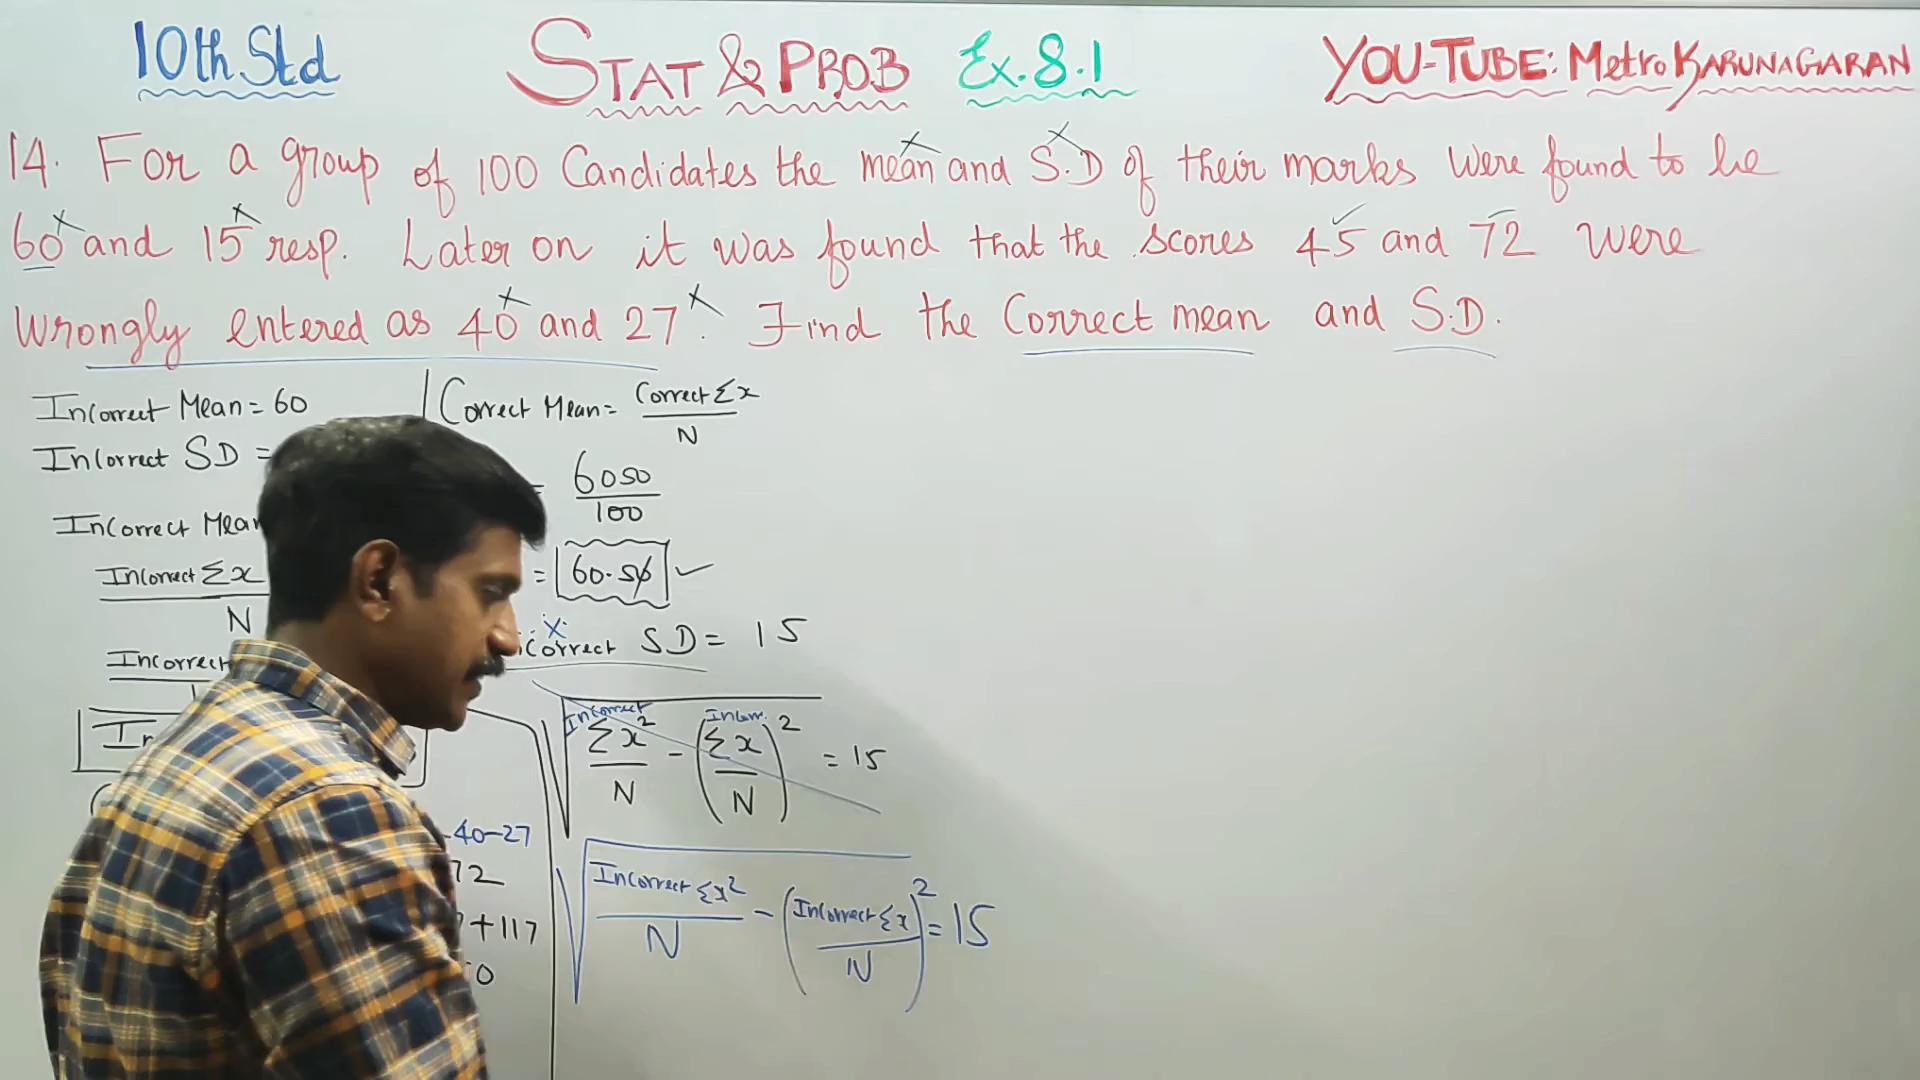 10th Std STAT & PROB Ex. 8.1 YOU-TUBE: Metro KARUNAGARAN
14. For a group of 100 Candidates the mean and S.D of their marks were found to be
60 and 15 resp. Later on it was found that the scores 45 and 72 were
wrongly entered as 40 and 27. Find the Correct mean and S.D.
Incorrect Mean = 60
Incorrect SD =
Incorrect Mean
Incorrect Σx
N
Incorrect
-40-27
72
+117
0
Correct Mean = Correct Σx
N
= 6050
100
= 60.5
correct SD = 15
√ Incorrect Σx² / N - (Incorr. Σx / N)² = 15
√ Incorrect Σx² / N - (Incorrect Σx / N)² = 15